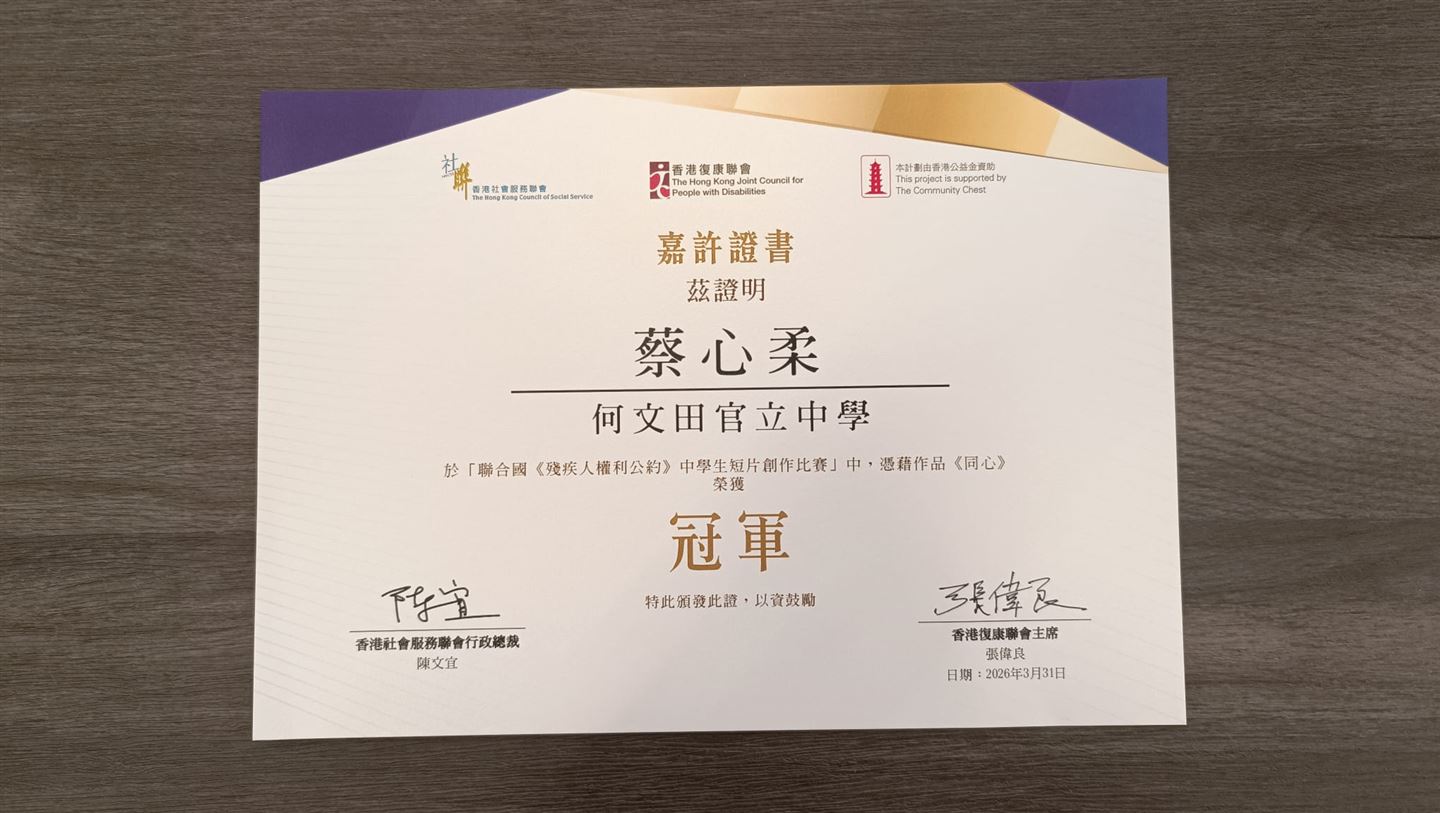 社聯
香港社會服務聯會
The Hong Kong Council of Social Service
香港復康聯會
The Hong Kong Joint Council for
People with Disabilities
本計劃由香港公益金資助
This project is supported by
The Community Chest
嘉許證書
茲證明
蔡心柔
何文田官立中學
於「聯合國《殘疾人權利公約》中學生短片創作比賽」中，憑藉作品《同心》
榮獲
冠軍
特此頒發此證，以資鼓勵
陳文宜
香港社會服務聯會行政總裁
陳文宜
張偉良
香港復康聯會主席
張偉良
日期：2026年3月31日